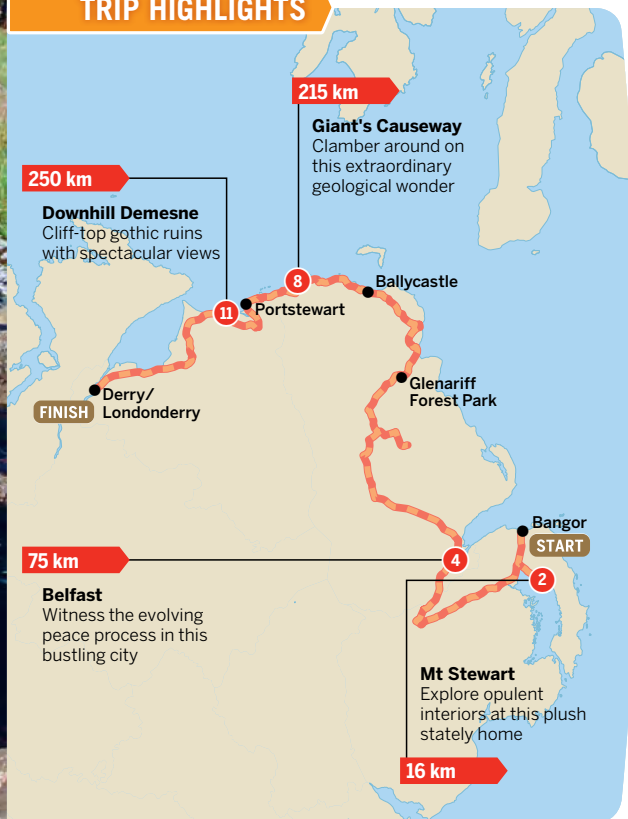 TRIP HIGHLIGHTS
215 km
Giant's Causeway
Clamber around on
this extraordinary
geological wonder
250 km
Downhill Demesne
Cliff-top gothic ruins
with spectacular views
8
Ballycastle
11
Portstewart
Glenariff
Forest Park
Derry/
Londonderry
FINISH
Bangor
START
75 km
4
2
Belfast
Witness the evolving
peace process in this
bustling city
Mt Stewart
Explore opulent
interiors at this plush
stately home
16 km